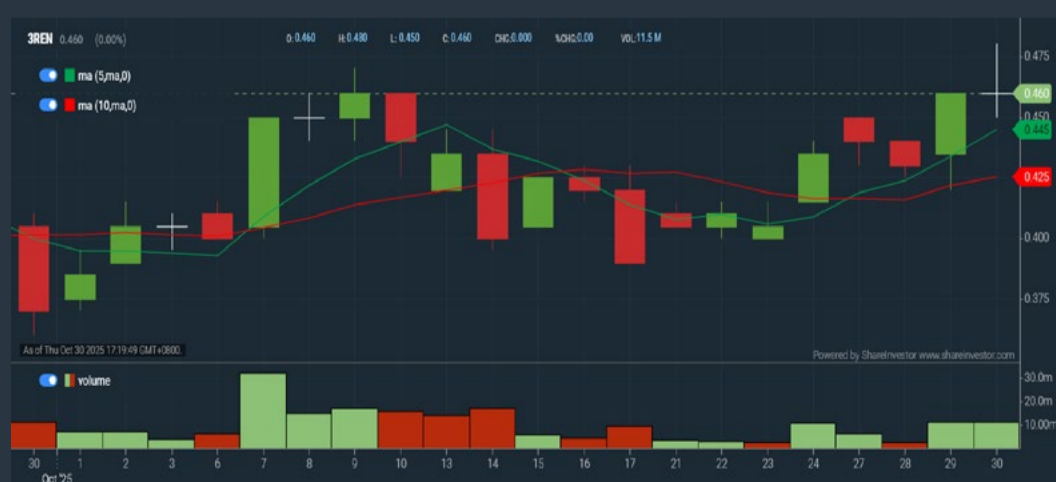 3REN 0.460 (0.00%) O: 0.460 H: 0.480 L: 0.450 C: 0.460 CHG: 0.000 %CHG: 0.00 VOL: 11.5 M
ma (5,ma,0)
ma (10,ma,0)
0.475
0.460
0.450
0.445
0.425
0.400
0.375
As of Thu Oct 30 2025 17:19:49 GMT+0800.
Powered by ShareInvestor www.shareinvestor.com
volume
30.0m
20.0m
10.00m
30 1 2 3 6 7 8 9 10 13 14 15 16 17 21 22 23 24 27 28 29 30
Oct '25